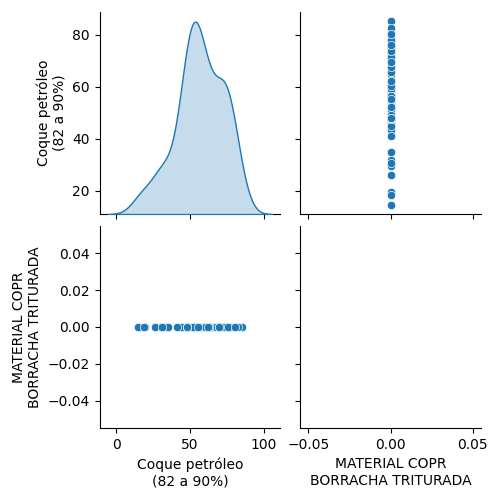 80
60
40
20
Coque petróleo
(82 a 90%)
0.04
0.02
0.00
−0.02
−0.04
MATERIAL COPR
BORRACHA TRITURADA
0
50
100
Coque petróleo
(82 a 90%)
−0.05
0.00
0.05
MATERIAL COPR
BORRACHA TRITURADA